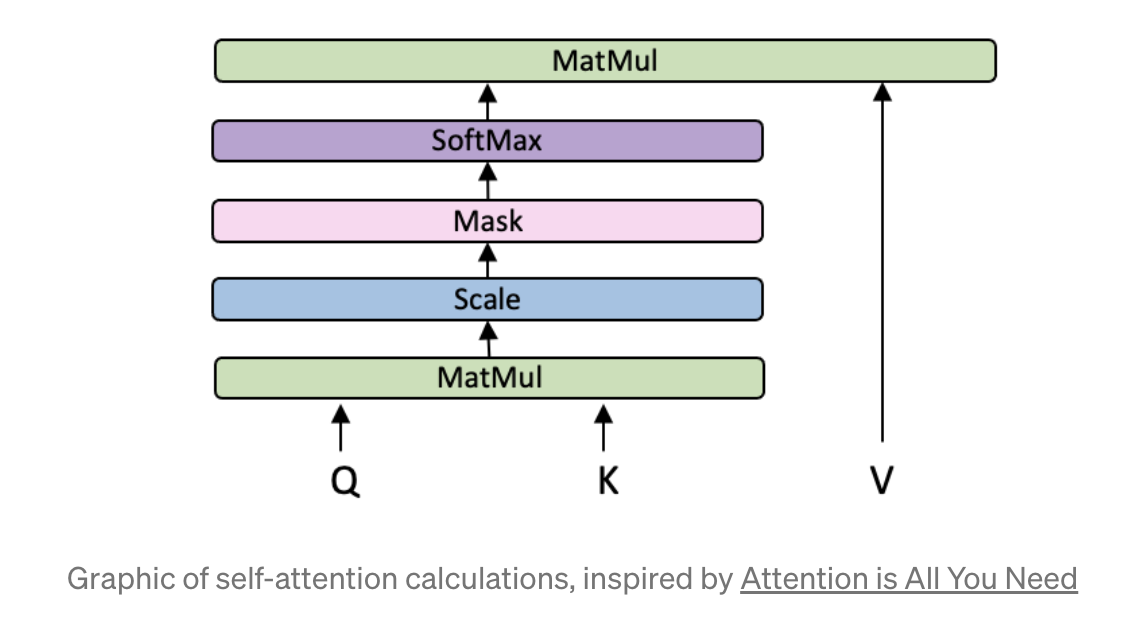 MatMul
SoftMax
Mask
Scale
MatMul
Q K V
Graphic of self-attention calculations, inspired by Attention is All You Need